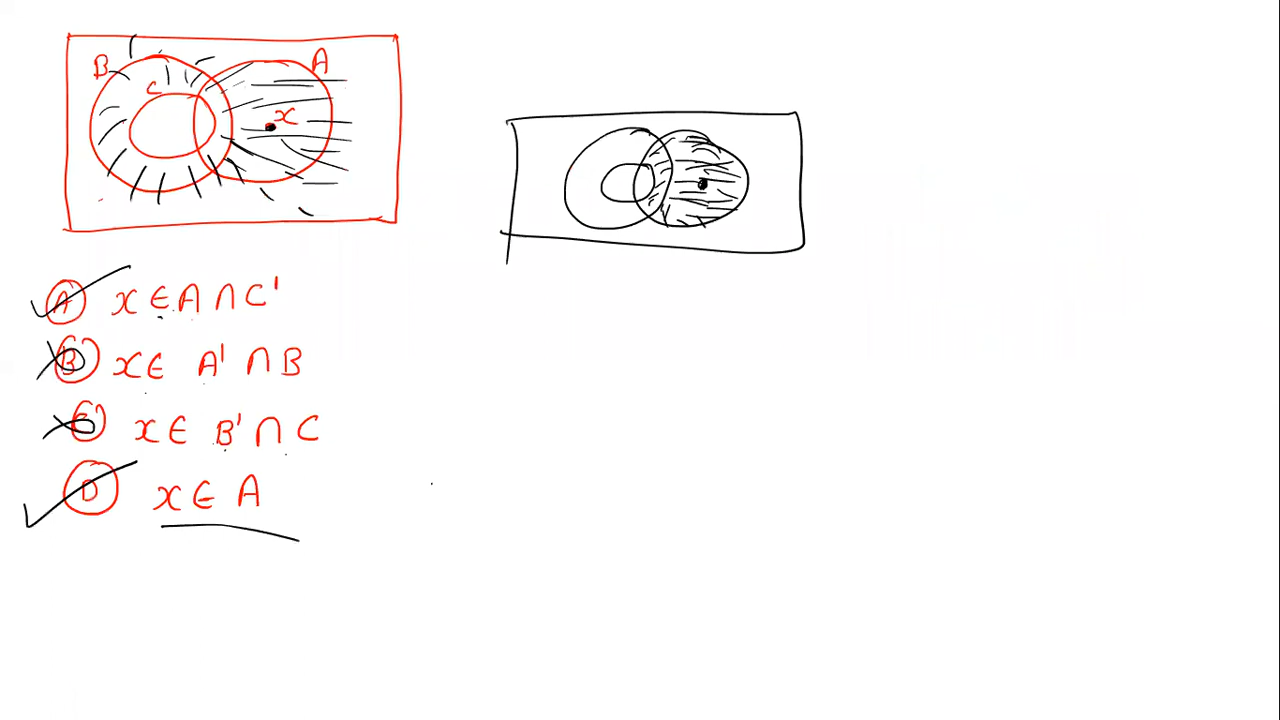 B
A
C
x
A x ∈ A ∩ C'
B x ∈ A' ∩ B
C x ∈ B' ∩ C
D x ∈ A